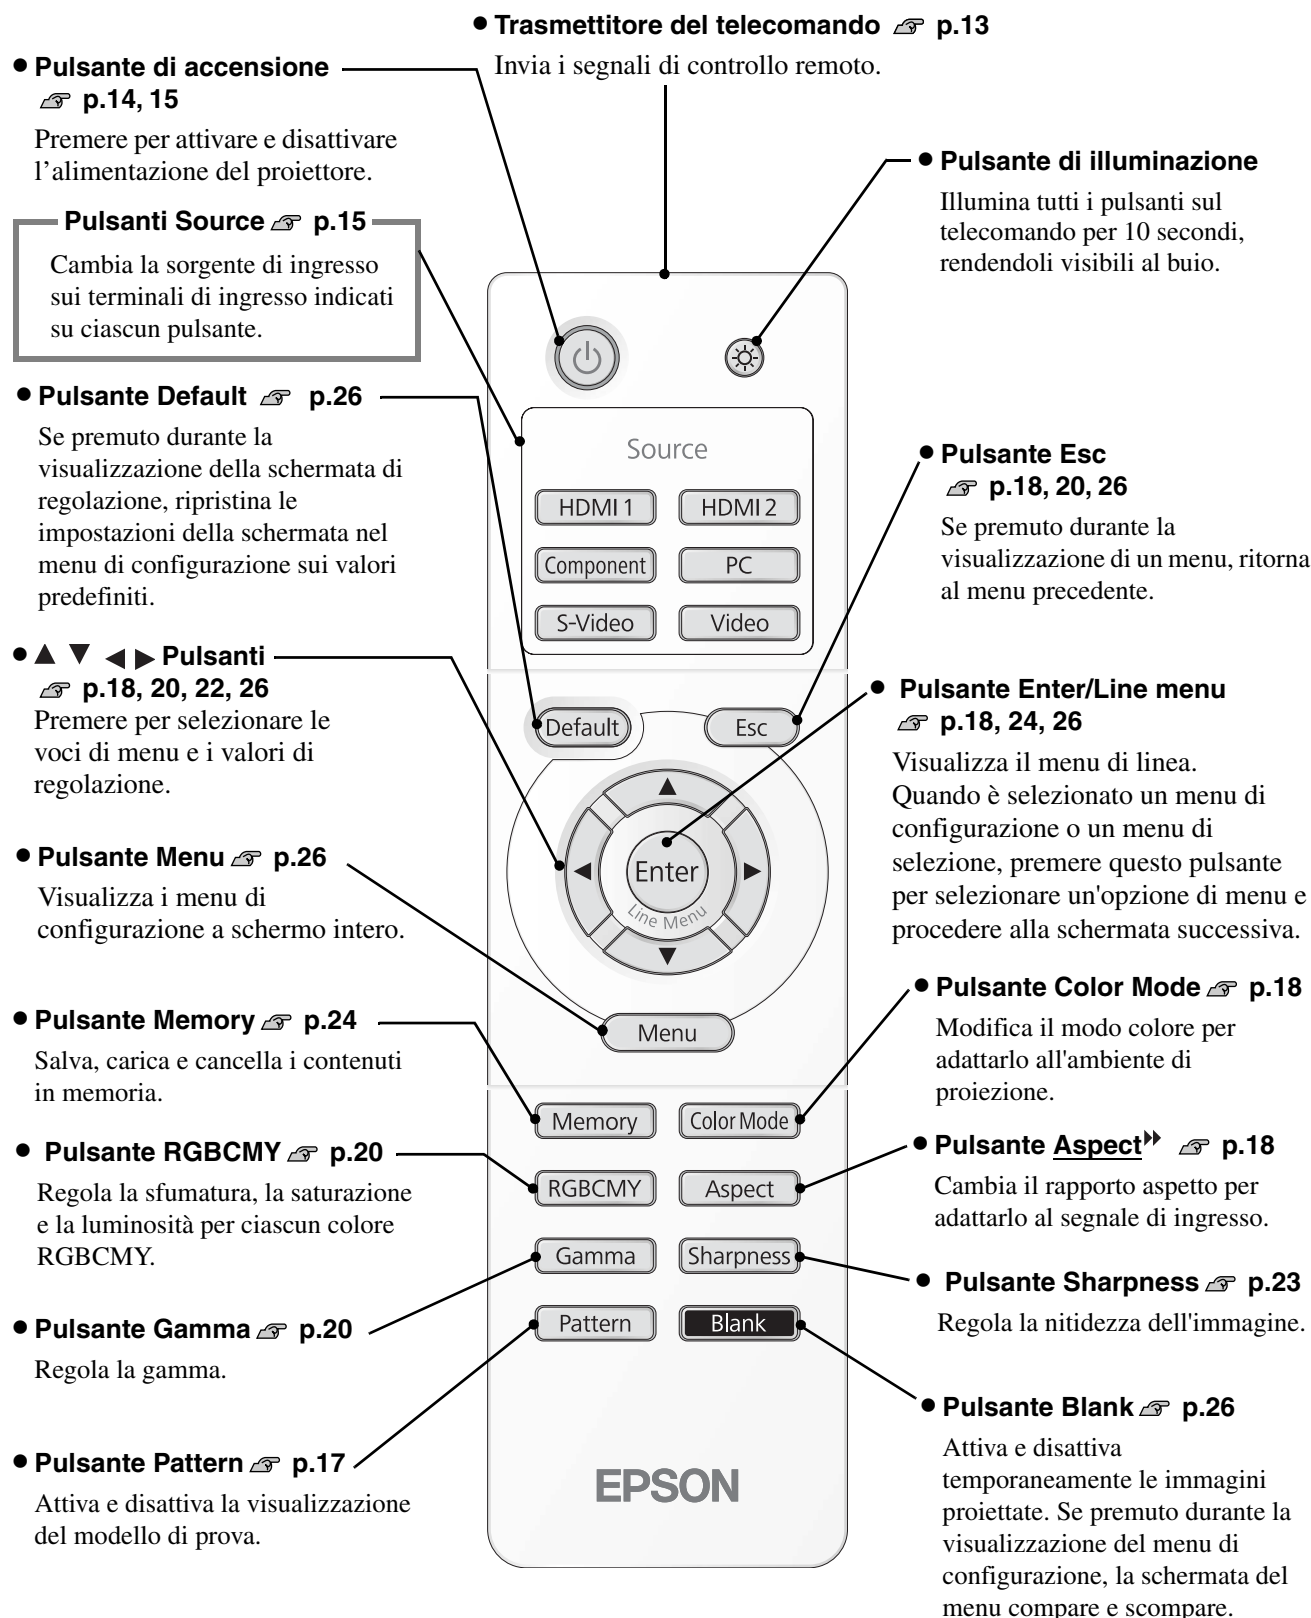 ● Trasmettitore del telecomando ☞ p.13
Invia i segnali di controllo remoto.
● Pulsante di accensione
☞ p.14, 15
Premere per attivare e disattivare
l’alimentazione del proiettore.
Pulsanti Source ☞ p.15
Cambia la sorgente di ingresso
sui terminali di ingresso indicati
su ciascun pulsante.
● Pulsante Default ☞ p.26
Se premuto durante la
visualizzazione della schermata di
regolazione, ripristina le
impostazioni della schermata nel
menu di configurazione sui valori
predefiniti.
● ▲ ▼ ◀ ▶ Pulsanti
☞ p.18, 20, 22, 26
Premere per selezionare le
voci di menu e i valori di
regolazione.
● Pulsante Menu ☞ p.26
Visualizza i menu di
configurazione a schermo intero.
● Pulsante Memory ☞ p.24
Salva, carica e cancella i contenuti
in memoria.
● Pulsante RGBCMY ☞ p.20
Regola la sfumatura, la saturazione
e la luminosità per ciascun colore
RGBCMY.
● Pulsante Gamma ☞ p.20
Regola la gamma.
● Pulsante Pattern ☞ p.17
Attiva e disattiva la visualizzazione
del modello di prova.
Source
HDMI 1 HDMI 2
Component PC
S-Video Video
Default Esc
▲
◀ Enter ▶
Line Menu
▼
Menu
Memory Color Mode
RGBCMY Aspect
Gamma Sharpness
Pattern Blank
EPSON
● Pulsante di illuminazione
Illumina tutti i pulsanti sul
telecomando per 10 secondi,
rendendoli visibili al buio.
● Pulsante Esc
☞ p.18, 20, 26
Se premuto durante la
visualizzazione di un menu, ritorna
al menu precedente.
● Pulsante Enter/Line menu
☞ p.18, 24, 26
Visualizza il menu di linea.
Quando è selezionato un menu di
configurazione o un menu di
selezione, premere questo pulsante
per selezionare un'opzione di menu e
procedere alla schermata successiva.
● Pulsante Color Mode ☞ p.18
Modifica il modo colore per
adattarlo all'ambiente di
proiezione.
● Pulsante Aspect▶▶ ☞ p.18
Cambia il rapporto aspetto per
adattarlo al segnale di ingresso.
● Pulsante Sharpness ☞ p.23
Regola la nitidezza dell'immagine.
● Pulsante Blank ☞ p.26
Attiva e disattiva
temporaneamente le immagini
proiettate. Se premuto durante la
visualizzazione del menu di
configurazione, la schermata del
menu compare e scompare.